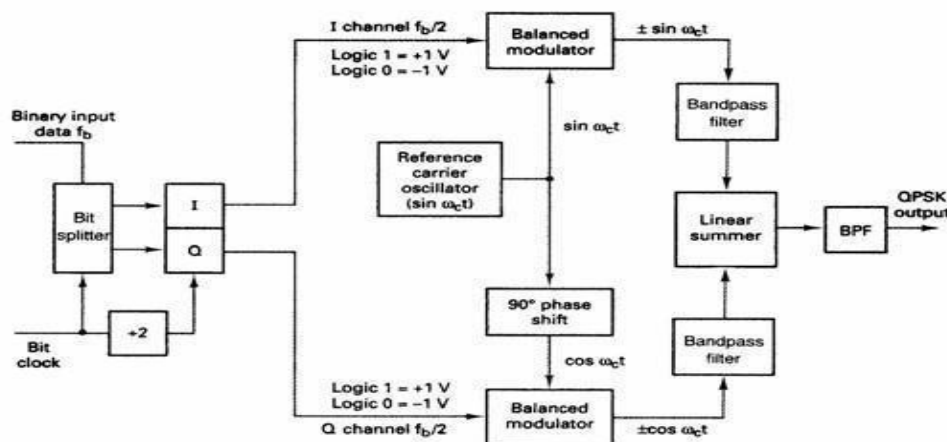 I channel f_b/2
Logic 1 = +1 V
Logic 0 = −1 V
Balanced
modulator
± sin ω_ct
Binary input
data f_b
sin ω_ct
Bandpass
filter
Reference
carrier
oscillator
(sin ω_ct)
Bit
splitter
I
Q
Linear
summer
BPF
QPSK
output
÷2
Bit
clock
90° phase
shift
cos ω_ct
Bandpass
filter
Logic 1 = +1 V
Logic 0 = −1 V
Q channel f_b/2
Balanced
modulator
±cos ω_ct